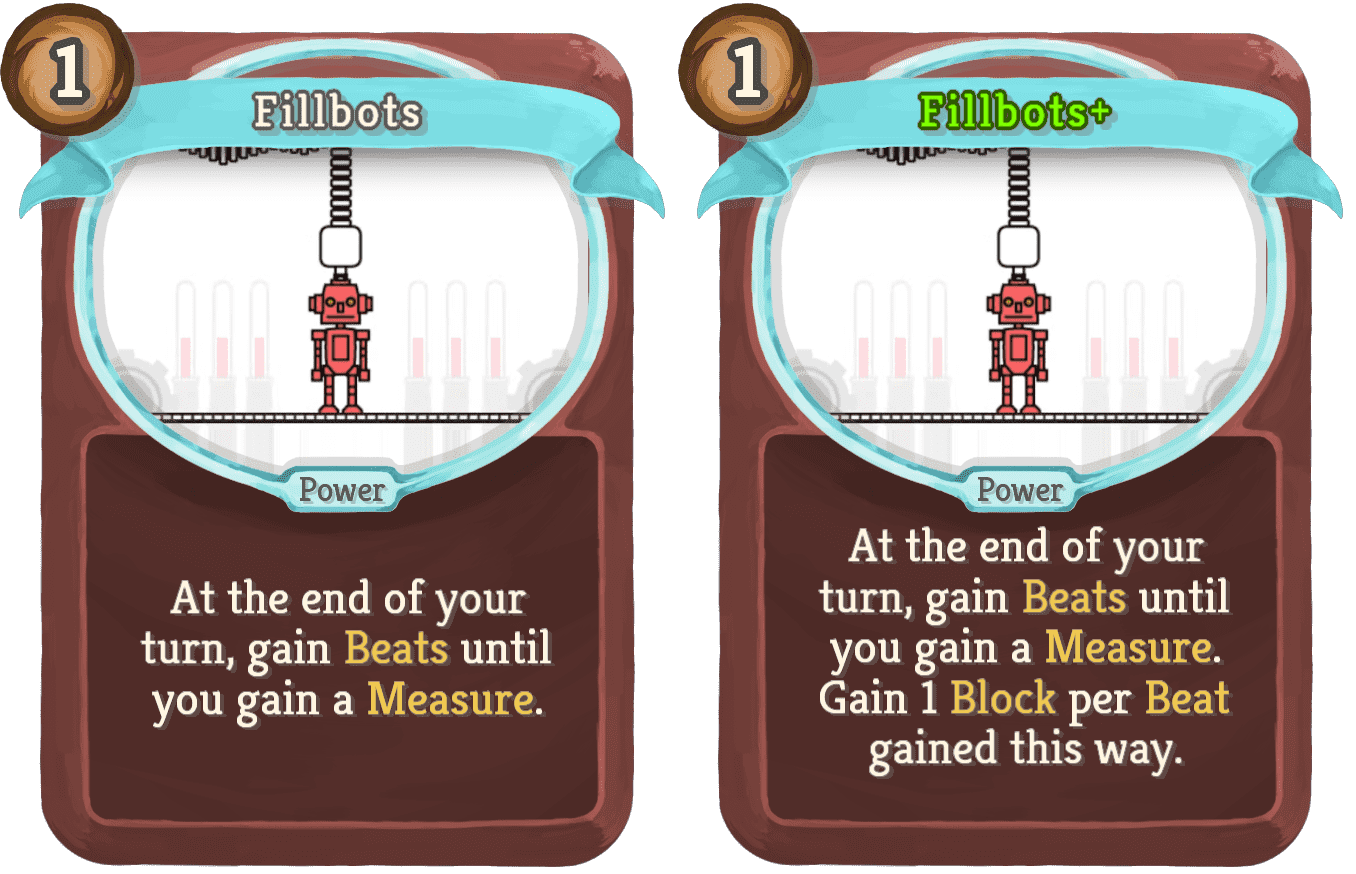 1
Fillbots
Power
At the end of your
turn, gain Beats until
you gain a Measure.
1
Fillbots+
Power
At the end of your
turn, gain Beats until
you gain a Measure.
Gain 1 Block per Beat
gained this way.